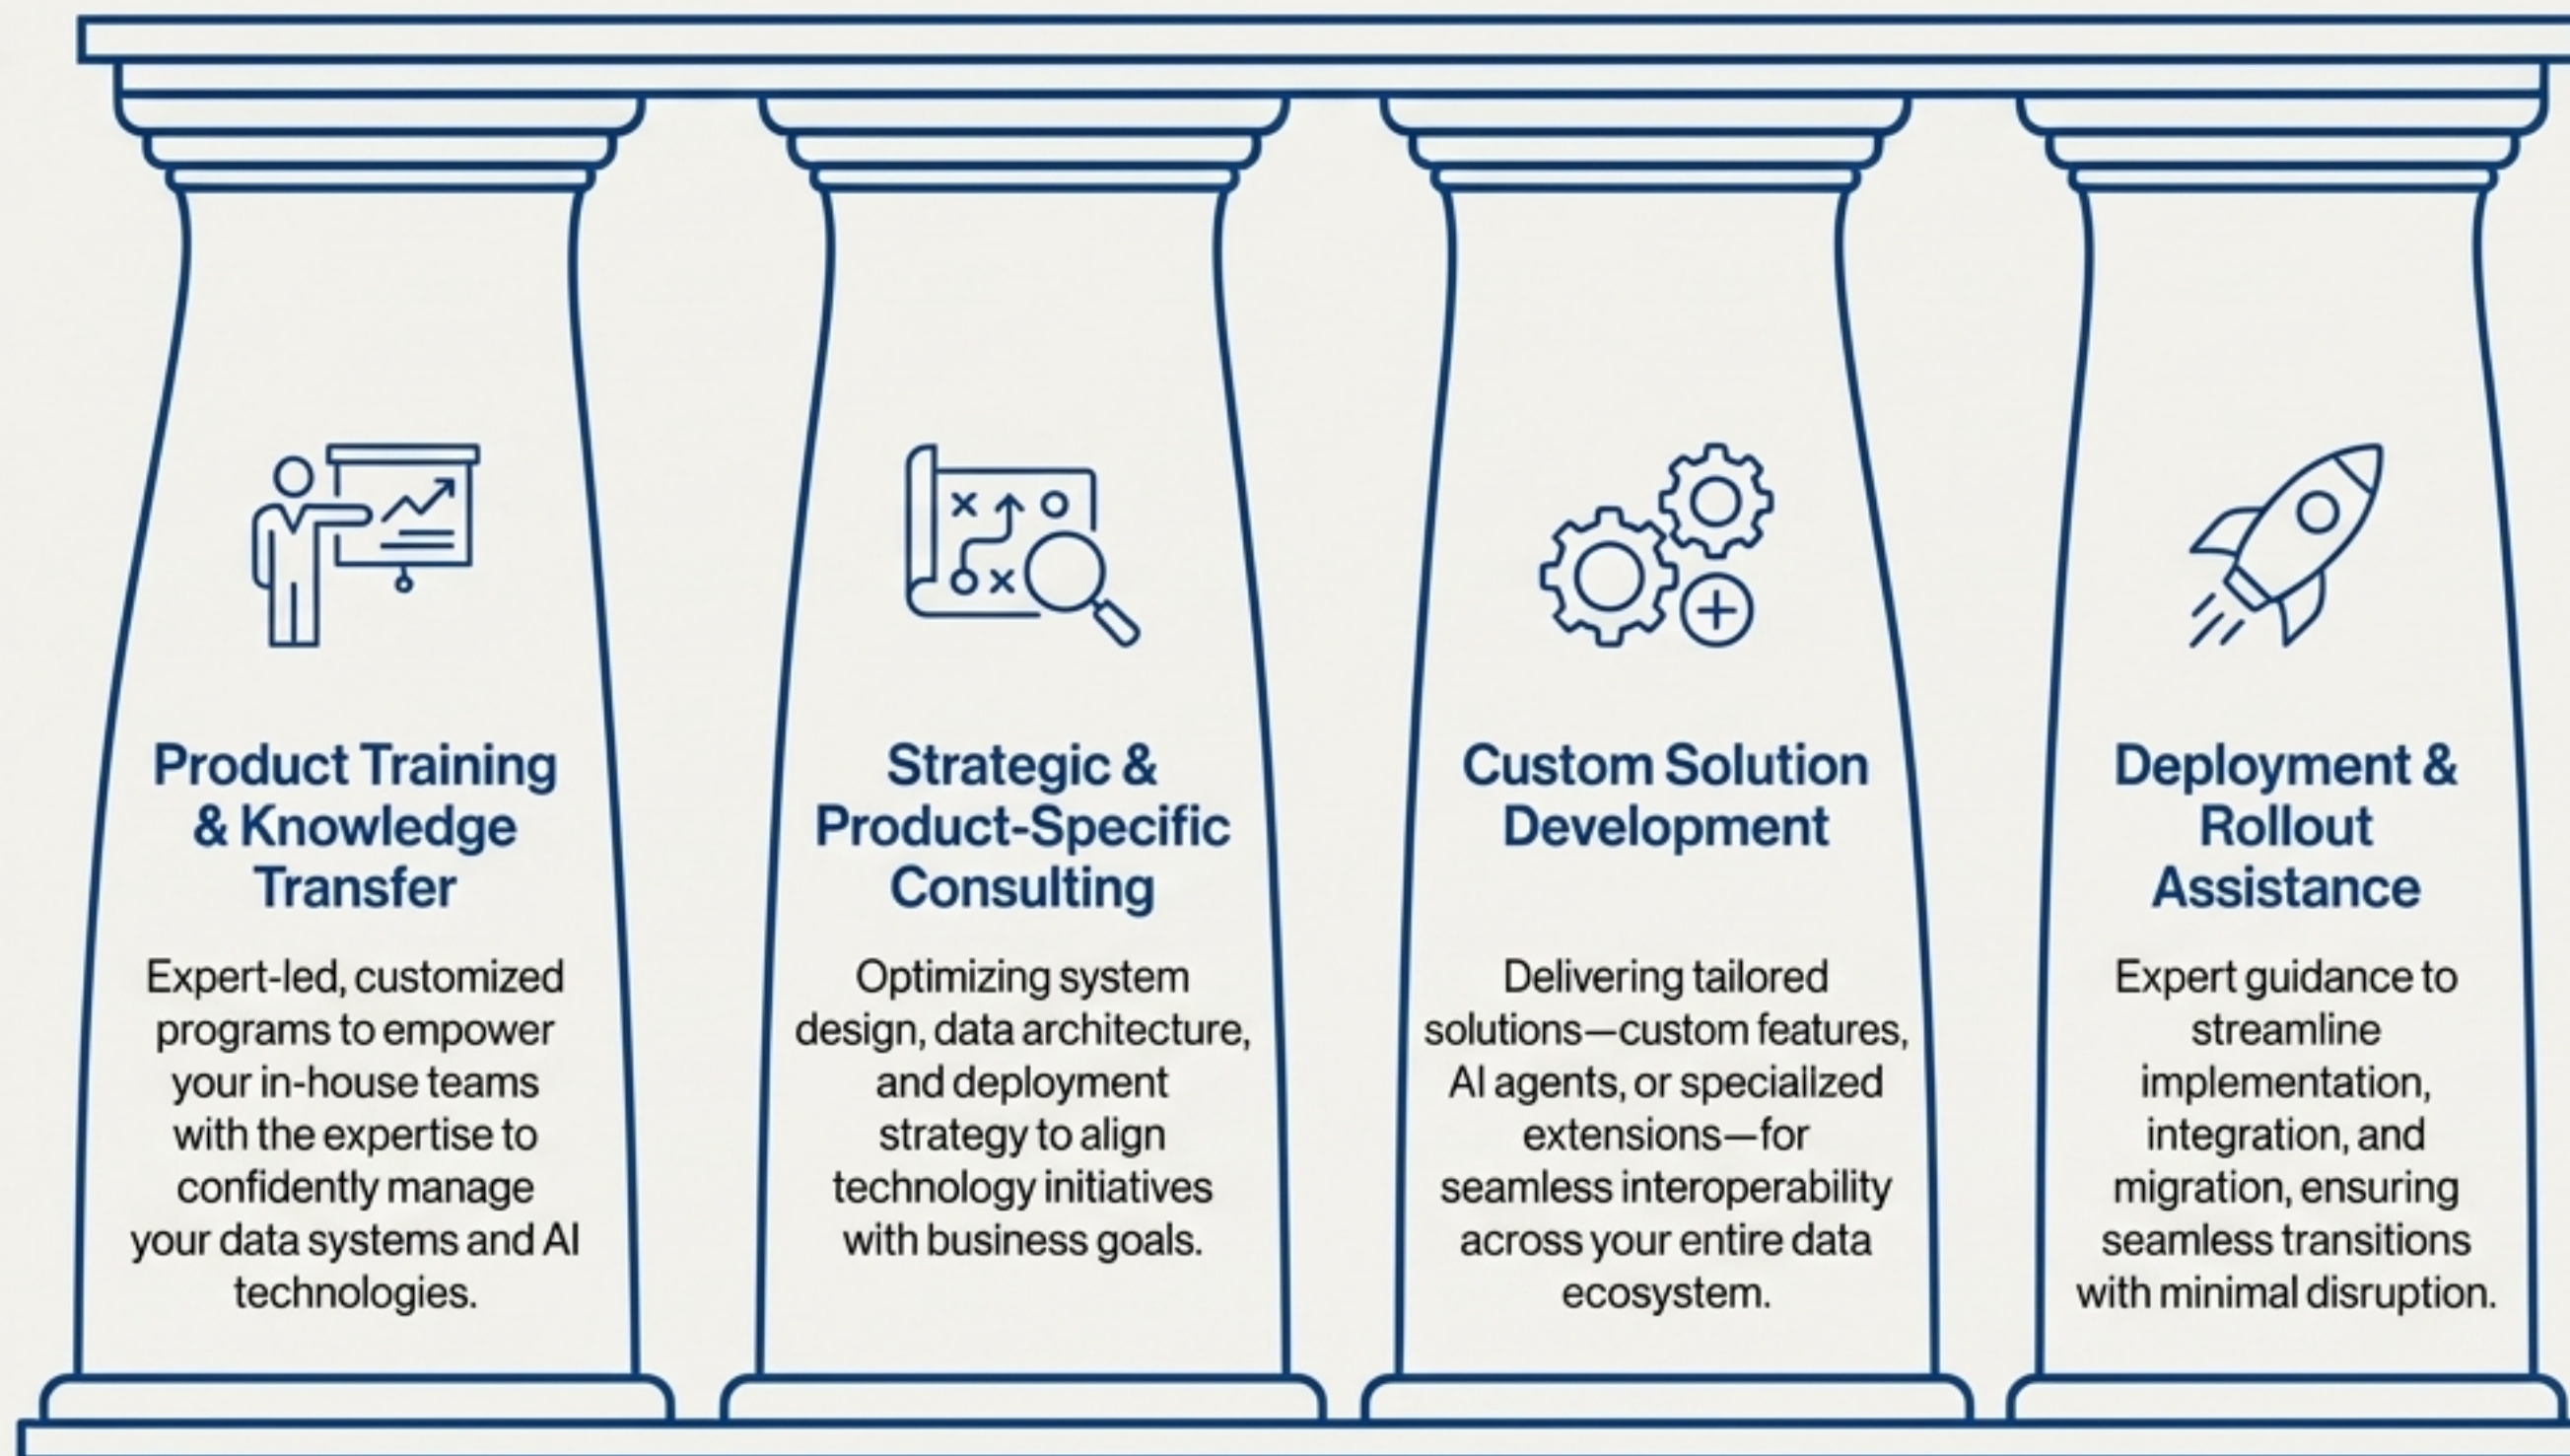 Product Training
& Knowledge
Transfer
Expert-led, customized
programs to empower
your in-house teams
with the expertise to
confidently manage
your data systems and AI
technologies.
Strategic &
Product-Specific
Consulting
Optimizing system
design, data architecture,
and deployment
strategy to align
technology initiatives
with business goals.
Custom Solution
Development
Delivering tailored
solutions—custom features,
AI agents, or specialized
extensions—for
seamless interoperability
across your entire data
ecosystem.
Deployment &
Rollout
Assistance
Expert guidance to
streamline
implementation,
integration, and
migration, ensuring
seamless transitions
with minimal disruption.